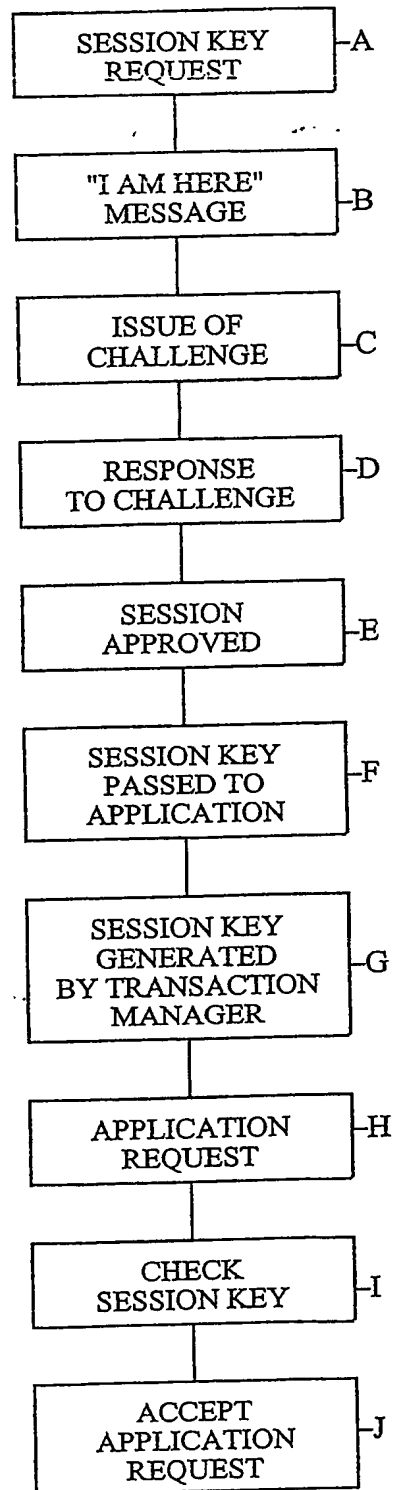 SESSION KEY
REQUEST
A
"I AM HERE"
MESSAGE
B
ISSUE OF
CHALLENGE
C
RESPONSE
TO CHALLENGE
D
SESSION
APPROVED
E
SESSION KEY
PASSED TO
APPLICATION
F
SESSION KEY
GENERATED
BY TRANSACTION
MANAGER
G
APPLICATION
REQUEST
H
CHECK
SESSION KEY
I
ACCEPT
APPLICATION
REQUEST
J